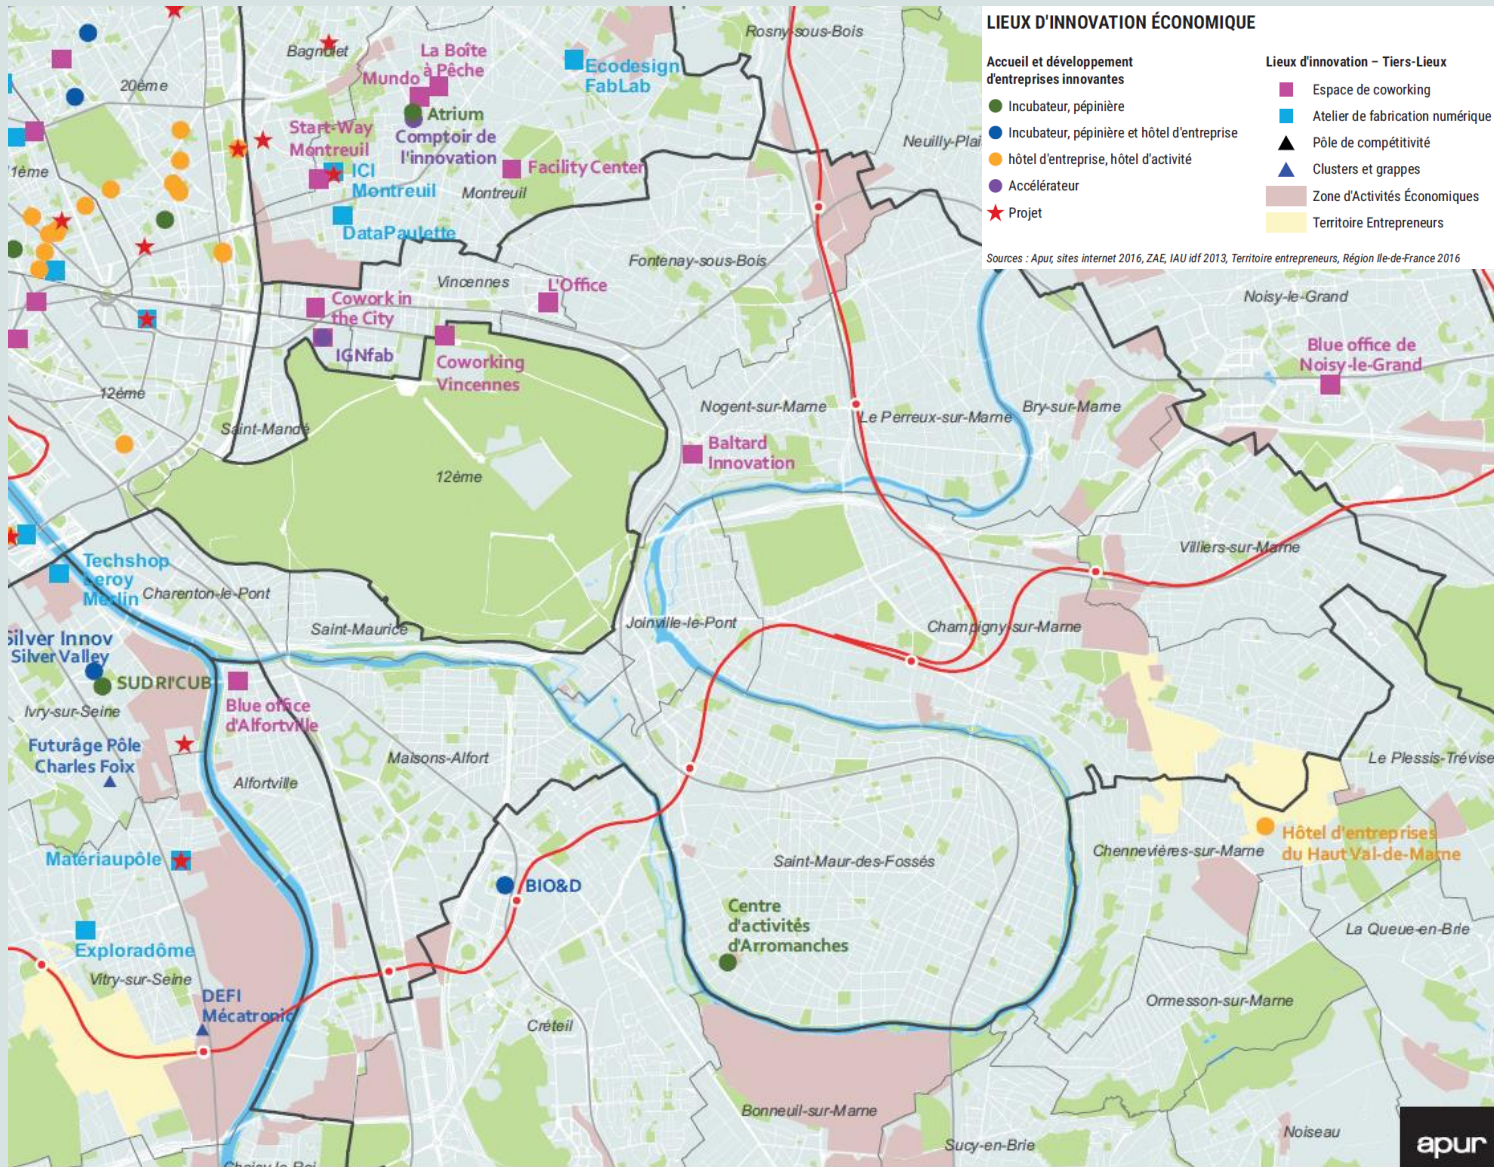 LIEUX D'INNOVATION ÉCONOMIQUE
Accueil et développement
d'entreprises innovantes
Incubateur, pépinière
Incubateur, pépinière et hôtel d'entreprise
hôtel d'entreprise, hôtel d'activité
Accélérateur
Projet
Lieux d'innovation – Tiers-Lieux
Espace de coworking
Atelier de fabrication numérique
Pôle de compétitivité
Clusters et grappes
Zone d'Activités Économiques
Territoire Entrepreneurs
Sources : Apur, sites internet 2016, ZAE, IAU idf 2013, Territoire entrepreneurs, Région Ile-de-France 2016
Rosny-sous-Bois
Bagnolet
La Boîte
à Pêche
Mundo
Ecodesign
FabLab
20ème
Atrium
Comptoir de
l'innovation
Start-Way
Montreuil
Neuilly-Plai
Facility Center
ICI
Montreuil
Montreuil
1ème
DataPaulette
Fontenay-sous-Bois
Vincennes
L'Office
Cowork in
the City
Noisy-le-Grand
IGNfab
Coworking
Vincennes
Blue office de
Noisy-le-Grand
12ème
Saint-Mandé
Nogent-sur-Marne
Le Perreux-sur-Marne
Bry-sur-Marne
Baltard
Innovation
12ème
Villiers-sur-Marne
Techshop
Leroy
Merlin
Charenton-le-Pont
Saint-Maurice
Joinville-le-Pont
Champigny-sur-Marne
Silver Innov
Silver Valley
SUDRI'CUB
Ivry-sur-Seine
Blue office
d'Alfortville
Futurâge Pôle
Charles Foix
Maisons-Alfort
Alfortville
Le Plessis-Trévise
Hôtel d'entreprises
du Haut Val-de-Marne
Chennevières-sur-Marne
Matériaupôle
Saint-Maur-des-Fossés
BIO&D
Centre
d'activités
d'Arromanches
La Queue-en-Brie
Exploradôme
Vitry-sur-Seine
DEFI
Mécatronic
Ormesson-sur-Marne
Créteil
Bonneuil-sur-Marne
Noiseau
Sucy-en-Brie
Choisy-le-Roi
apur